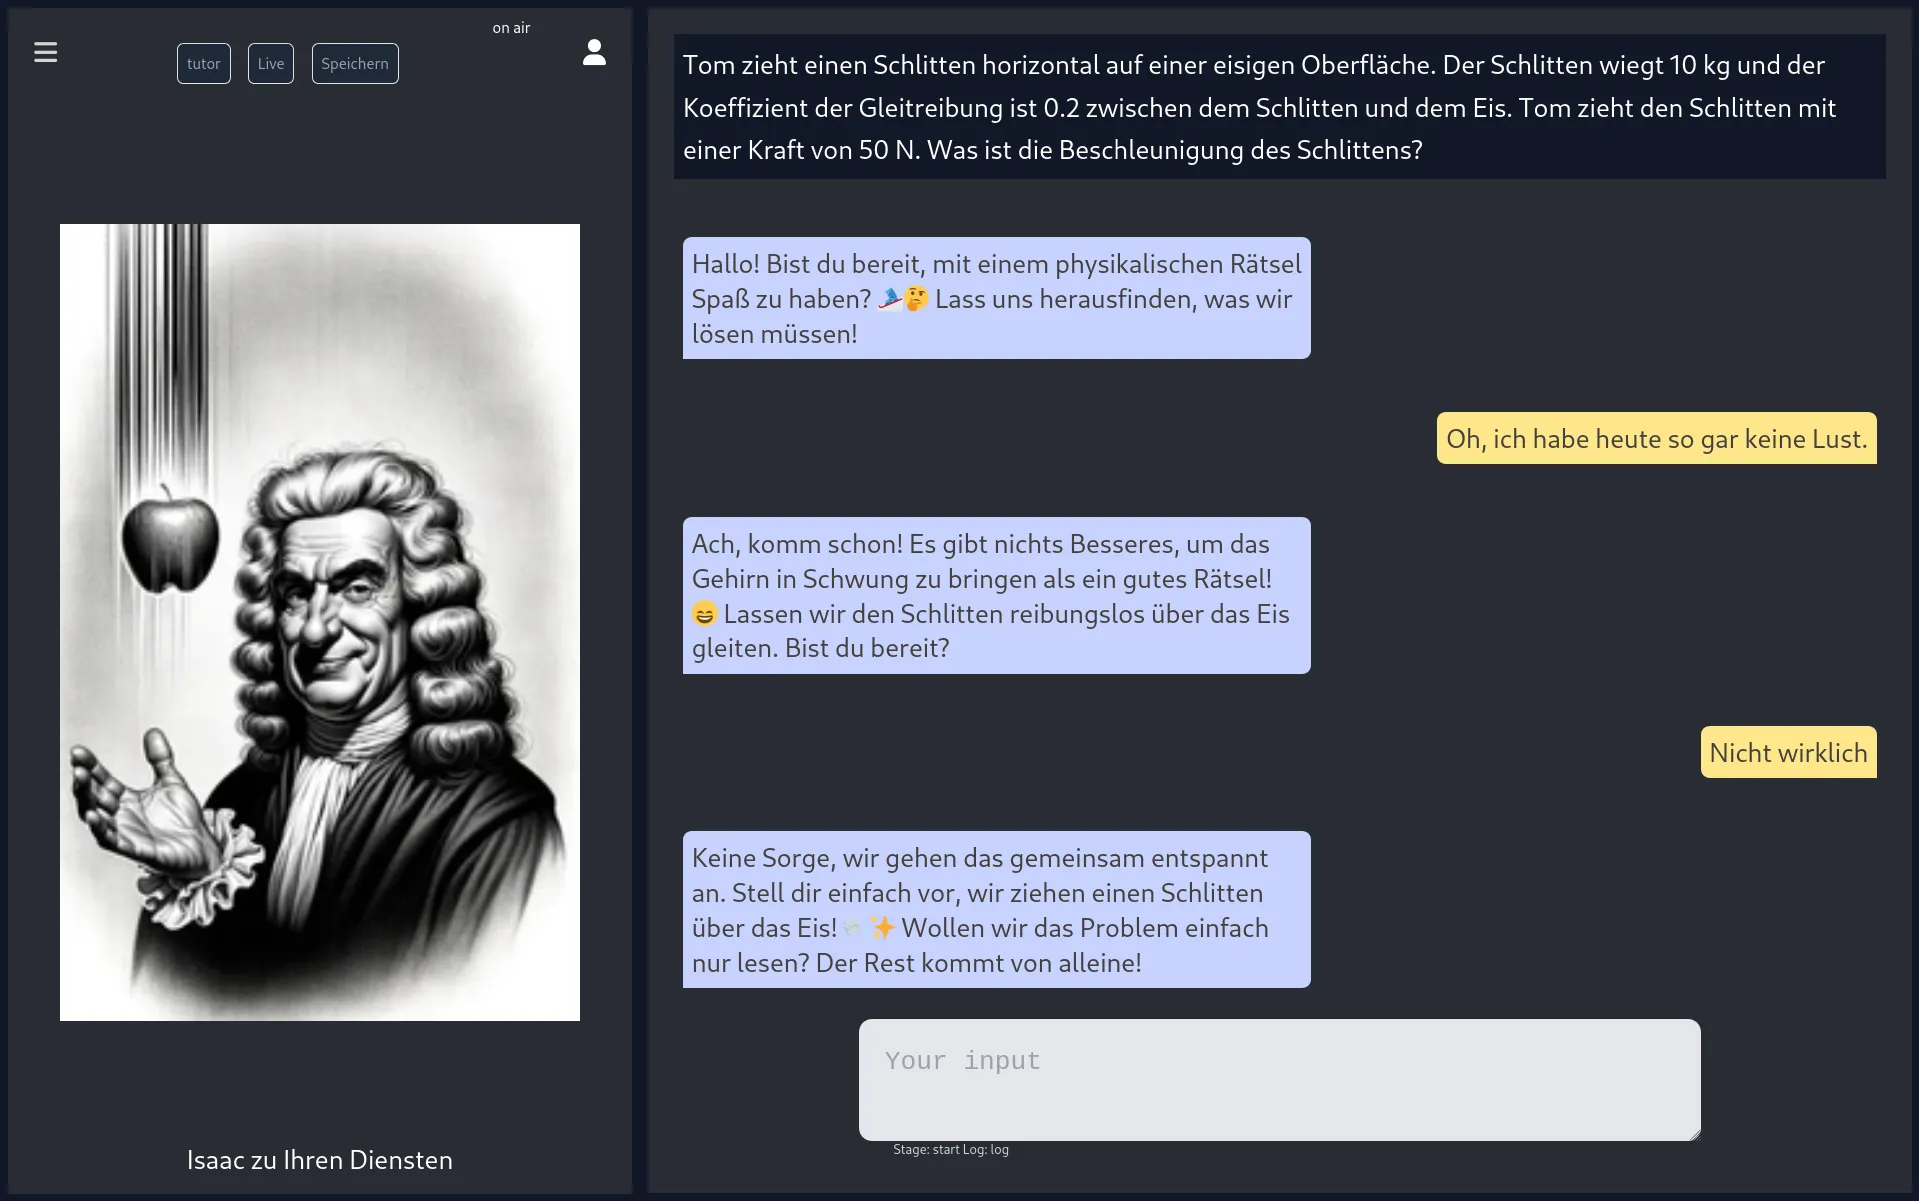 on air
tutor
Live
Speichern
Isaac zu Ihren Diensten
Tom zieht einen Schlitten horizontal auf einer eisigen Oberfläche. Der Schlitten wiegt 10 kg und der
Koeffizient der Gleitreibung ist 0.2 zwischen dem Schlitten und dem Eis. Tom zieht den Schlitten mit
einer Kraft von 50 N. Was ist die Beschleunigung des Schlittens?
Hallo! Bist du bereit, mit einem physikalischen Rätsel
Spaß zu haben? 🛷🤔 Lass uns herausfinden, was wir
lösen müssen!
Oh, ich habe heute so gar keine Lust.
Ach, komm schon! Es gibt nichts Besseres, um das
Gehirn in Schwung zu bringen als ein gutes Rätsel!
😄 Lassen wir den Schlitten reibungslos über das Eis
gleiten. Bist du bereit?
Nicht wirklich
Keine Sorge, wir gehen das gemeinsam entspannt
an. Stell dir einfach vor, wir ziehen einen Schlitten
über das Eis! ✨ Wollen wir das Problem einfach
nur lesen? Der Rest kommt von alleine!
Your input
Stage: start Log: log